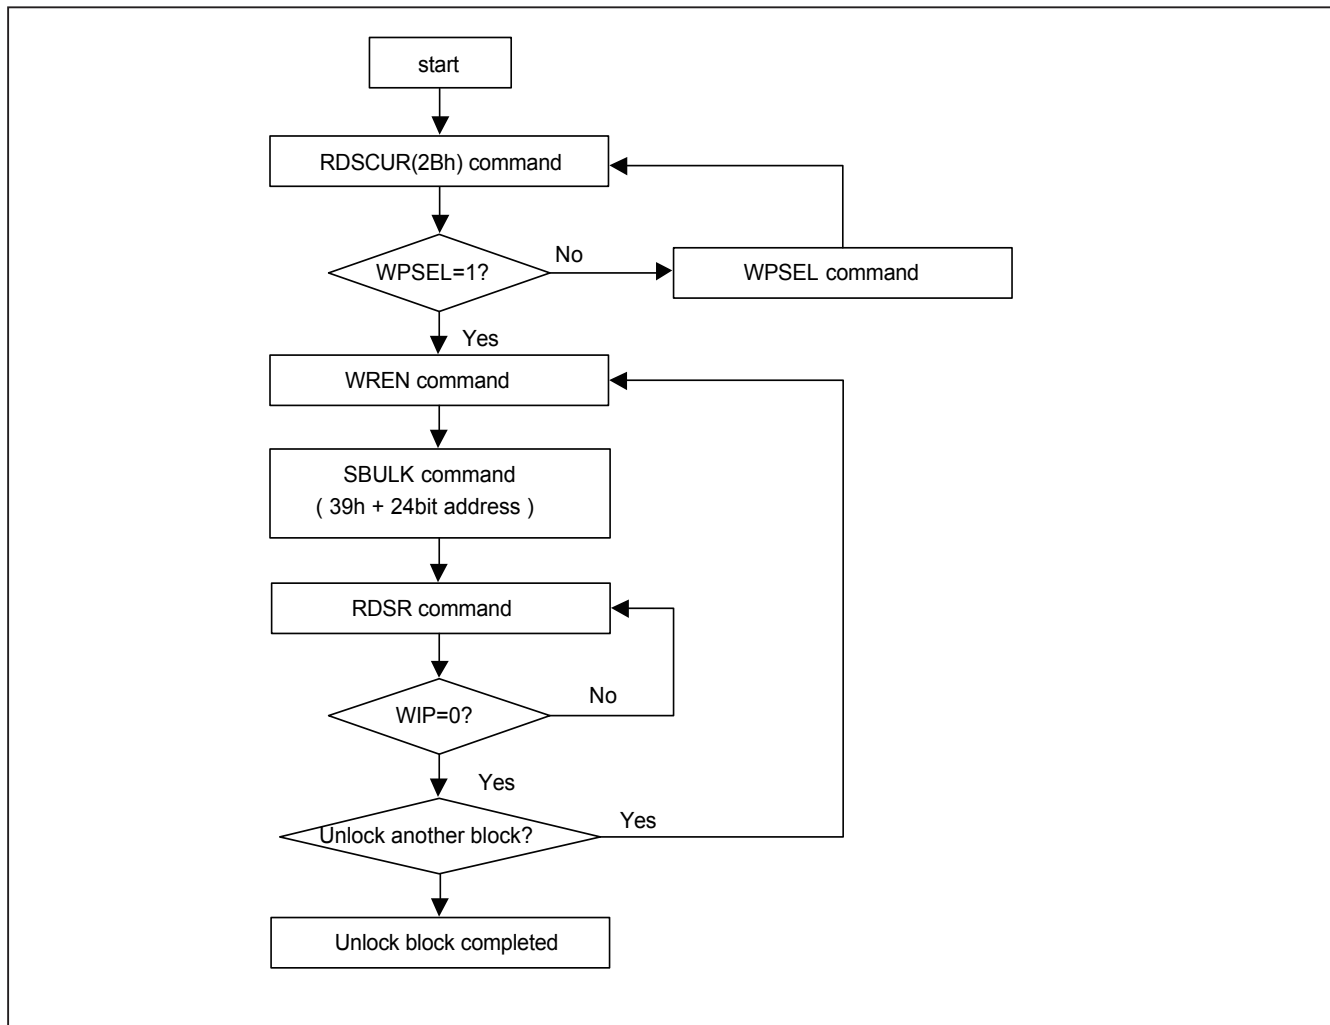 start
RDSCUR(2Bh) command
WPSEL=1?
No
WPSEL command
Yes
WREN command
SBULK command
( 39h + 24bit address )
RDSR command
WIP=0?
No
Yes
Unlock another block?
Yes
Unlock block completed